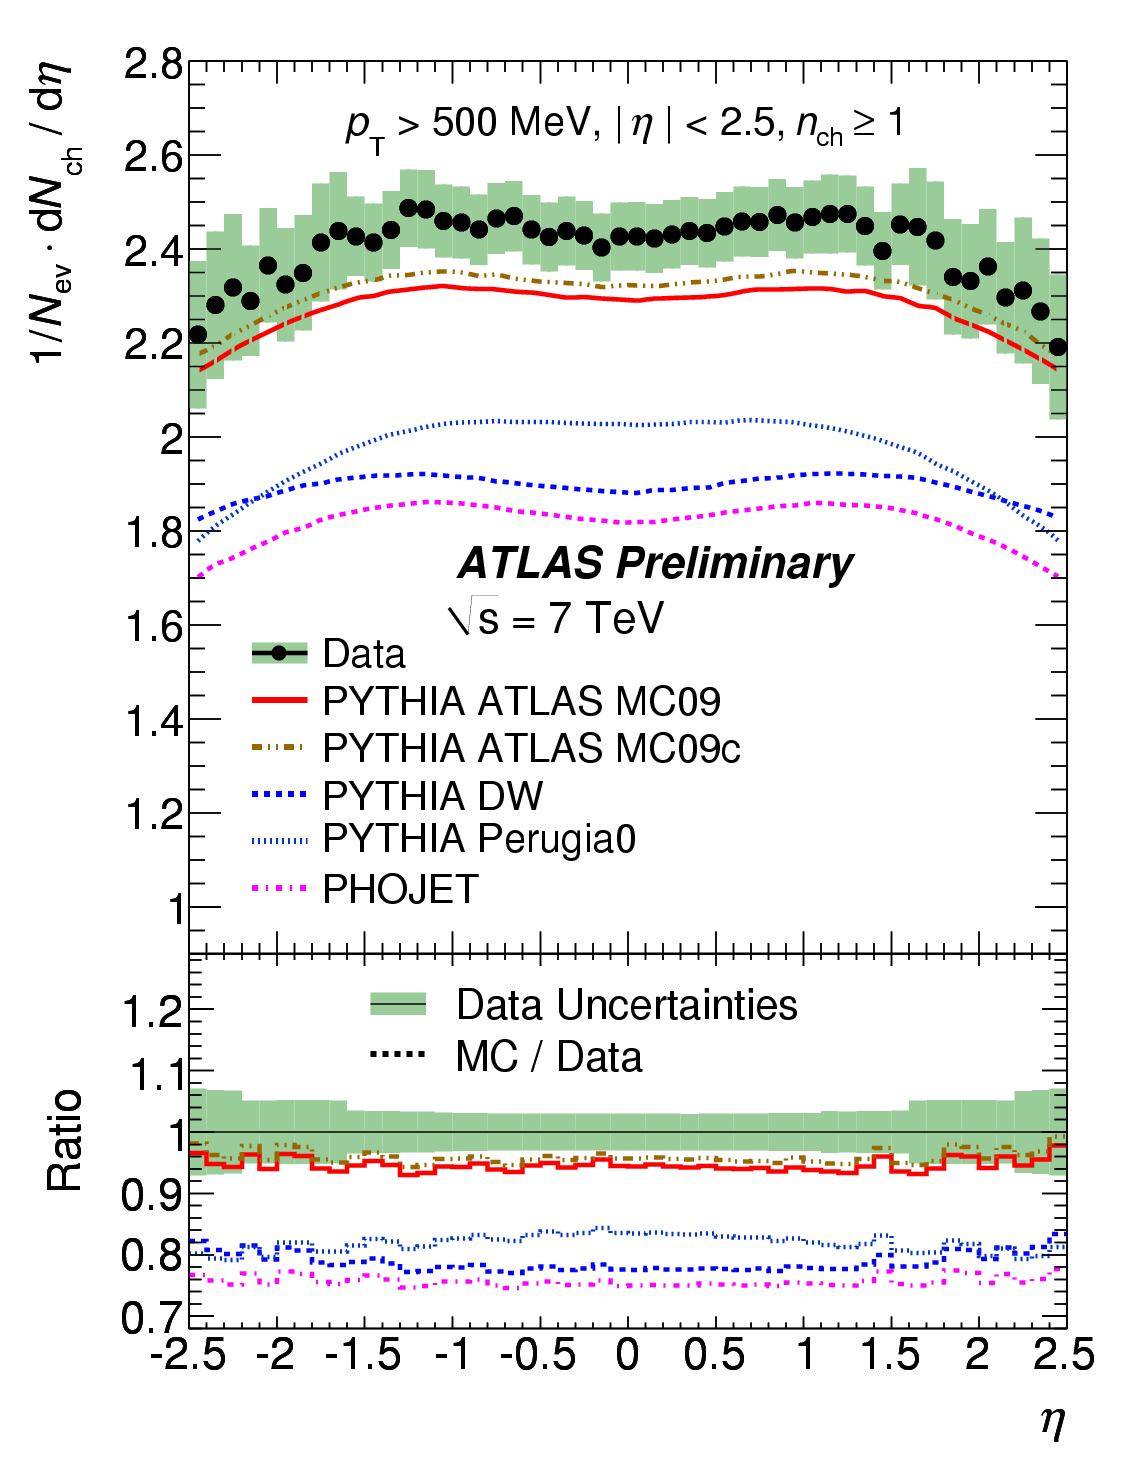 1/N_ev · dN_ch / dη
2.8
2.6
2.4
2.2
2
1.8
1.6
1.4
1.2
1
p_T > 500 MeV, | η | < 2.5, n_ch ≥ 1
ATLAS Preliminary
√s = 7 TeV
Data
PYTHIA ATLAS MC09
PYTHIA ATLAS MC09c
PYTHIA DW
PYTHIA Perugia0
PHOJET
Ratio
1.2
1.1
1
0.9
0.8
0.7
Data Uncertainties
MC / Data
-2.5 -2 -1.5 -1 -0.5 0 0.5 1 1.5 2 2.5
η